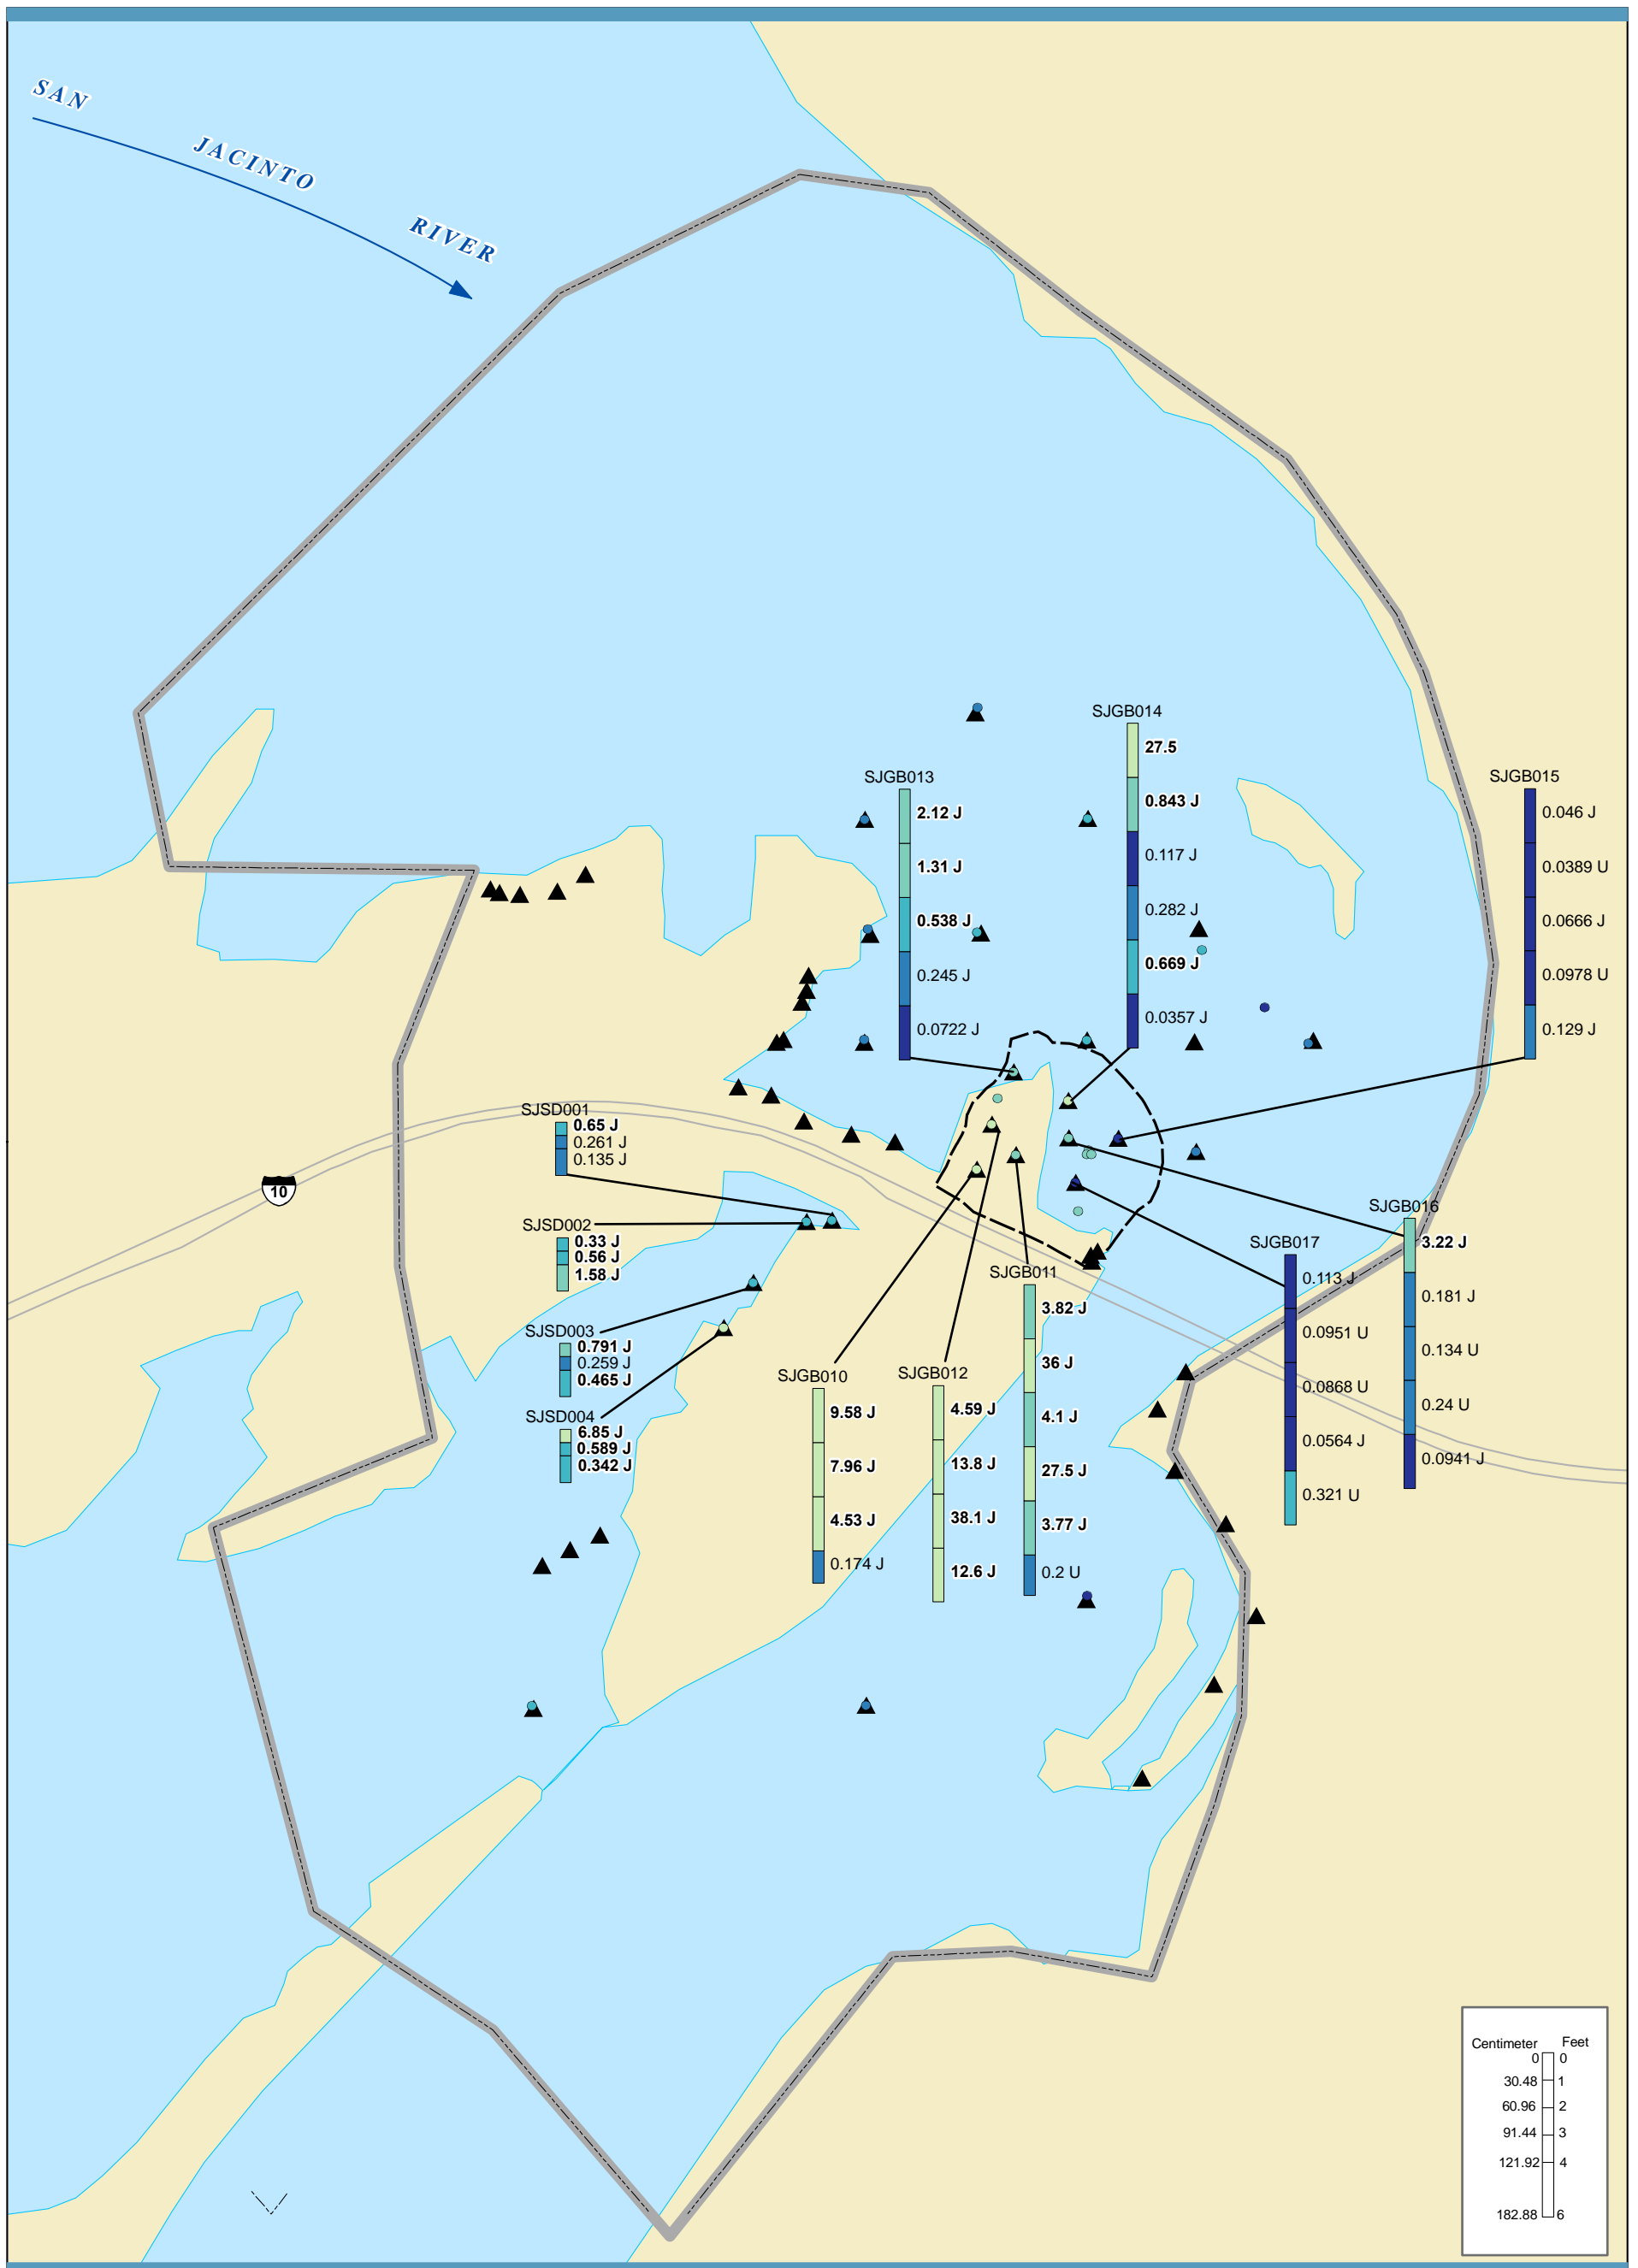 SAN
JACINTO
RIVER
SJGB014
27.5
0.843 J
0.117 J
0.282 J
0.669 J
0.0357 J
SJGB013
2.12 J
1.31 J
0.538 J
0.245 J
0.0722 J
SJGB015
0.046 J
0.0389 U
0.0666 J
0.0978 U
0.129 J
SJSD001
0.65 J
0.261 J
0.135 J
10
SJSD002
0.33 J
0.56 J
1.58 J
SJSD003
0.791 J
0.259 J
0.465 J
SJSD004
6.85 J
0.589 J
0.342 J
SJGB010
9.58 J
7.96 J
4.53 J
0.174 J
SJGB012
4.59 J
13.8 J
38.1 J
12.6 J
SJGB011
3.82 J
36 J
4.1 J
27.5 J
3.77 J
0.2 U
SJGB017
0.113 J
0.0951 U
0.0868 U
0.0564 J
0.321 U
SJGB016
3.22 J
0.181 J
0.134 U
0.24 U
0.0941 J
Centimeter Feet
0 0
30.48 1
60.96 2
91.44 3
121.92 4
182.88 6